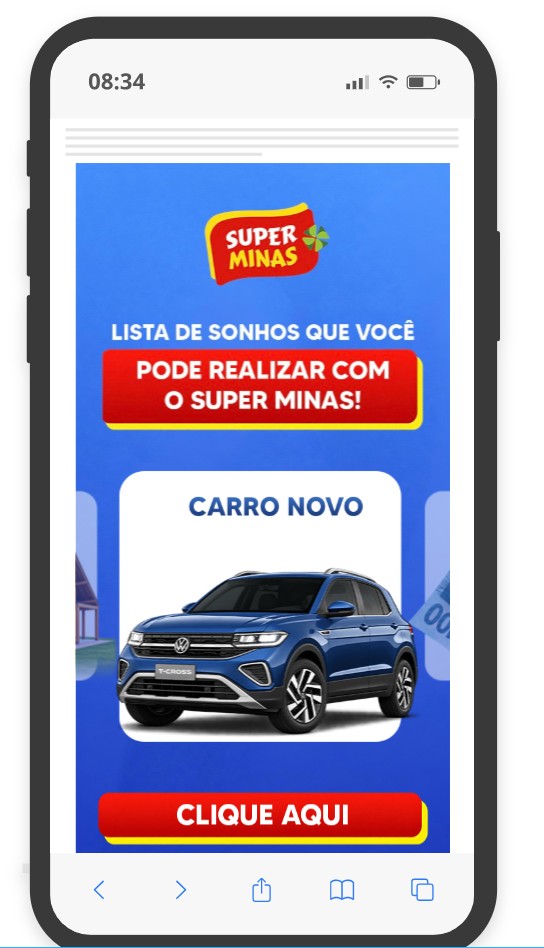 08:34
SUPER
MINAS
LISTA DE SONHOS QUE VOCÊ
PODE REALIZAR COM
O SUPER MINAS!
CARRO NOVO
T-CROSS
00
CLIQUE AQUI